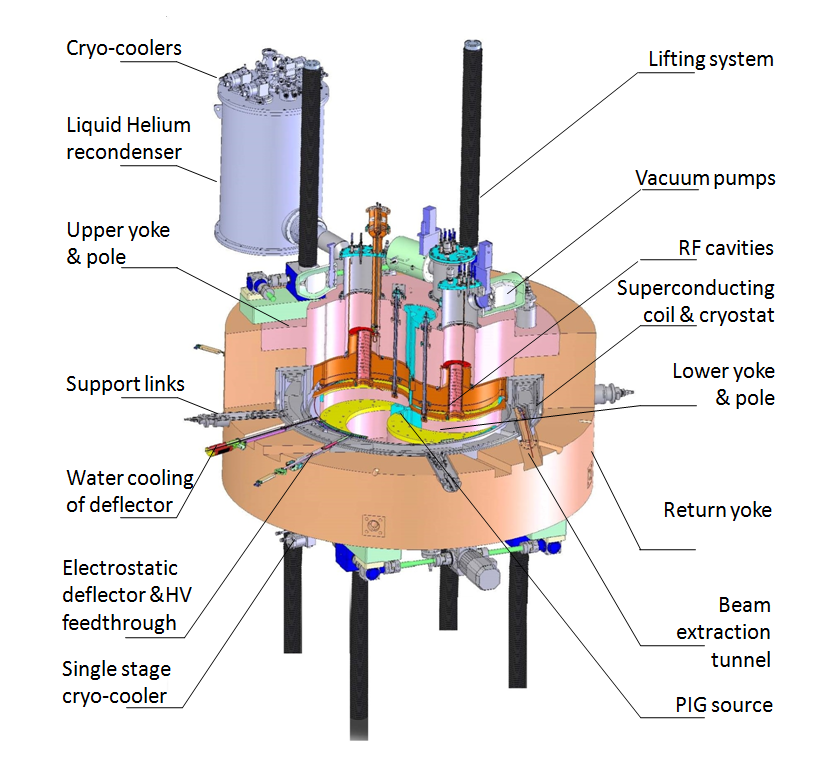 Cryo-coolers
Liquid Helium
recondenser
Upper yoke
& pole
Support links
Water cooling
of deflector
Electrostatic
deflector &HV
feedthrough
Single stage
cryo-cooler
Lifting system
Vacuum pumps
RF cavities
Superconducting
coil & cryostat
Lower yoke
& pole
Return yoke
Beam
extraction
tunnel
PIG source